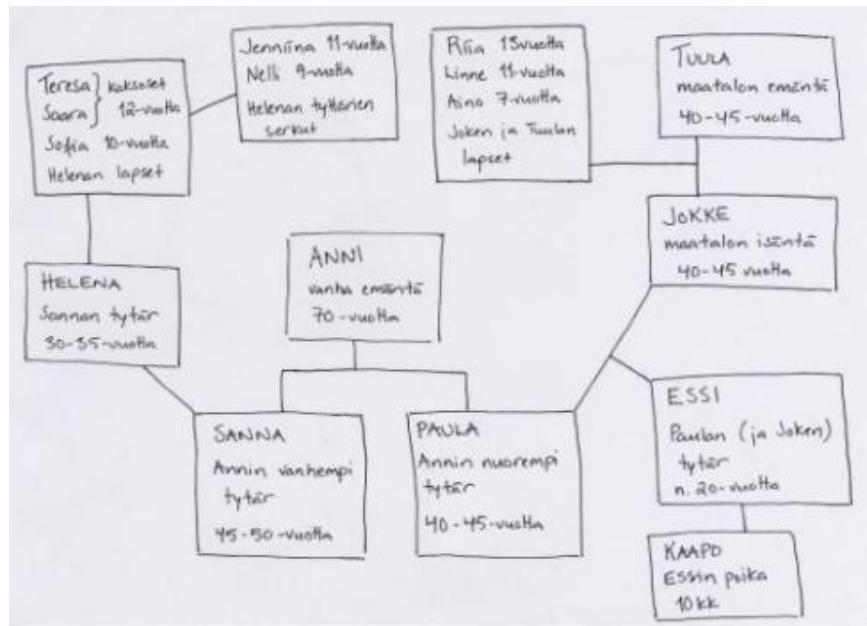 Teresa } kaksoset
Saara } 12-vuotta
Sofia 10-vuotta
Helenan lapset
Jenniina 11-vuotta
Nelli 9-vuotta
Helenan tyttärien
serkut
Riia 13vuotta
Linne 11-vuotta
Aino 7-vuotta
Joken ja Tuulan
lapset
TUULA
maatalon emäntä
40-45-vuotta
JOKKE
maatalon isäntä
40-45 vuotta
HELENA
Sannan tytär
30-35-vuotta
ANNI
vanha emäntä
70-vuotta
SANNA
Annin vanhempi
tytär
45-50-vuotta
PAULA
Annin nuorempi
tytär
40-45-vuotta
ESSI
Paulan (ja Joken)
tytär
n. 20-vuotta
KAAPO
Essin poika
10kk